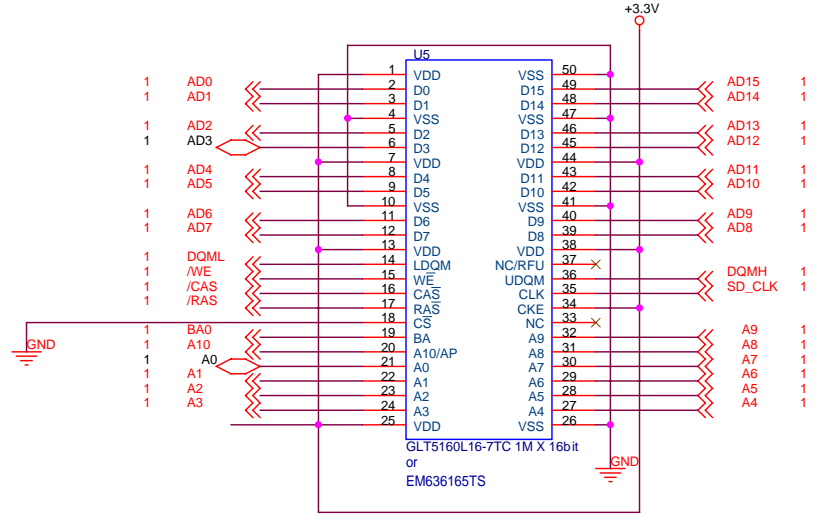 +3.3V
U5
1 VDD VSS 50
1 AD0 2 D0 D15 49 AD15 1
1 AD1 3 D1 D14 48 AD14 1
4 VSS VSS 47
1 AD2 5 D2 D13 46 AD13 1
1 AD3 6 D3 D12 45 AD12 1
7 VDD VDD 44
1 AD4 8 D4 D11 43 AD11 1
1 AD5 9 D5 D10 42 AD10 1
10 VSS VSS 41
1 AD6 11 D6 D9 40 AD9 1
1 AD7 12 D7 D8 39 AD8 1
13 VDD VDD 38
1 DQML 14 LDQM NC/RFU 37
1 /WE 15 WE UDQM 36 DQMH 1
1 /CAS 16 CAS CLK 35 SD_CLK 1
1 /RAS 17 RAS CKE 34
18 CS NC 33
1 BA0 19 BA A9 32 A9 1
1 A10 20 A10/AP A8 31 A8 1
1 A0 21 A0 A7 30 A7 1
1 A1 22 A1 A6 29 A6 1
1 A2 23 A2 A5 28 A5 1
1 A3 24 A3 A4 27 A4 1
25 VDD VSS 26
GND
GLT5160L16-7TC 1M X 16bit
or
EM636165TS
GND